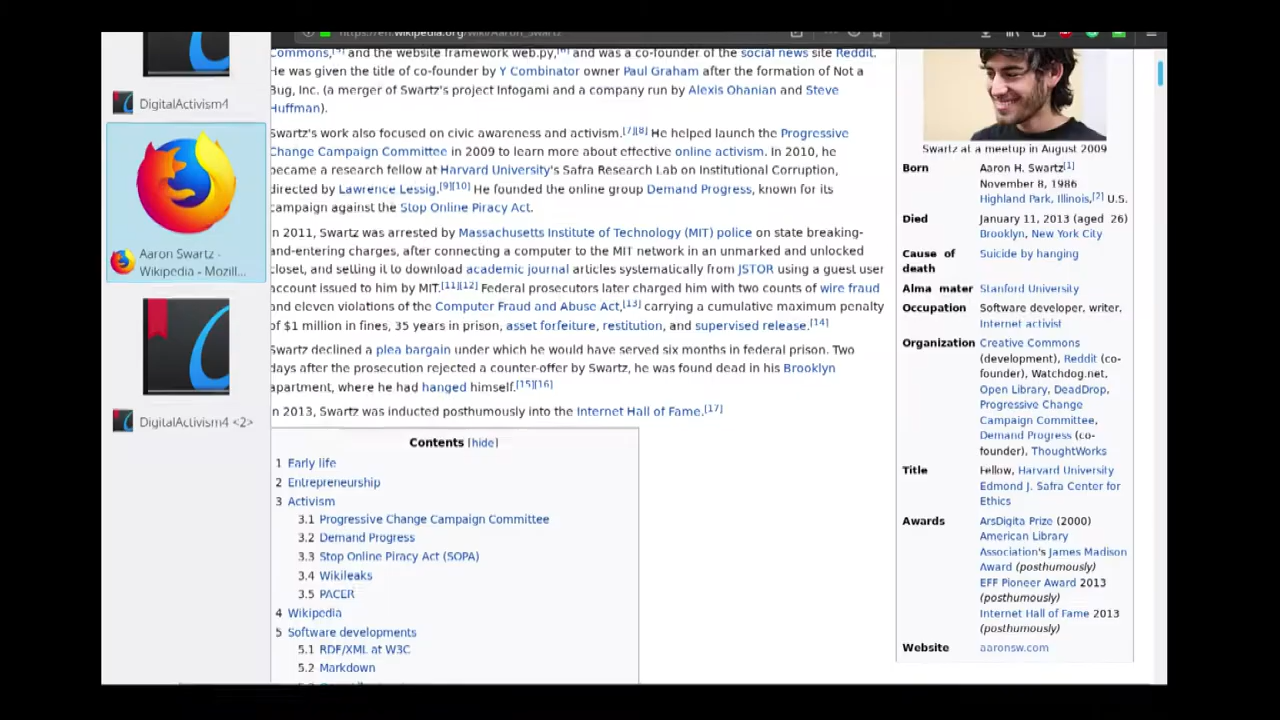 https://en.wikipedia.org/wiki/Aaron_Swartz
Commons,[5] and the website framework web.py,[6] and was a co-founder of the social news site Reddit.
He was given the title of co-founder by Y Combinator owner Paul Graham after the formation of Not a
Bug, Inc. (a merger of Swartz's project Infogami and a company run by Alexis Ohanian and Steve
Huffman).
Swartz's work also focused on civic awareness and activism.[7][8] He helped launch the Progressive
Change Campaign Committee in 2009 to learn more about effective online activism. In 2010, he
became a research fellow at Harvard University's Safra Research Lab on Institutional Corruption,
directed by Lawrence Lessig.[9][10] He founded the online group Demand Progress, known for its
campaign against the Stop Online Piracy Act.
In 2011, Swartz was arrested by Massachusetts Institute of Technology (MIT) police on state breaking-
and-entering charges, after connecting a computer to the MIT network in an unmarked and unlocked
closet, and setting it to download academic journal articles systematically from JSTOR using a guest user
account issued to him by MIT.[11][12] Federal prosecutors later charged him with two counts of wire fraud
and eleven violations of the Computer Fraud and Abuse Act,[13] carrying a cumulative maximum penalty
of $1 million in fines, 35 years in prison, asset forfeiture, restitution, and supervised release.[14]
Swartz declined a plea bargain under which he would have served six months in federal prison. Two
days after the prosecution rejected a counter-offer by Swartz, he was found dead in his Brooklyn
apartment, where he had hanged himself.[15][16]
In 2013, Swartz was inducted posthumously into the Internet Hall of Fame.[17]
Contents [hide]
1 Early life
2 Entrepreneurship
3 Activism
3.1 Progressive Change Campaign Committee
3.2 Demand Progress
3.3 Stop Online Piracy Act (SOPA)
3.4 Wikileaks
3.5 PACER
4 Wikipedia
5 Software developments
5.1 RDF/XML at W3C
5.2 Markdown
Swartz at a meetup in August 2009
Born Aaron H. Swartz[1]
November 8, 1986
Highland Park, Illinois,[2] U.S.
Died January 11, 2013 (aged 26)
Brooklyn, New York City
Cause of death Suicide by hanging
Alma mater Stanford University
Occupation Software developer, writer,
Internet activist
Organization Creative Commons
(development), Reddit (co-
founder), Watchdog.net,
Open Library, DeadDrop,
Progressive Change
Campaign Committee,
Demand Progress (co-
founder), ThoughtWorks
Title Fellow, Harvard University
Edmond J. Safra Center for
Ethics
Awards ArsDigita Prize (2000)
American Library
Association's James Madison
Award (posthumously)
EFF Pioneer Award 2013
(posthumously)
Internet Hall of Fame 2013
(posthumously)
Website aaronsw.com
DigitalActivism4
Aaron Swartz -
Wikipedia - Mozill...
DigitalActivism4 <2>